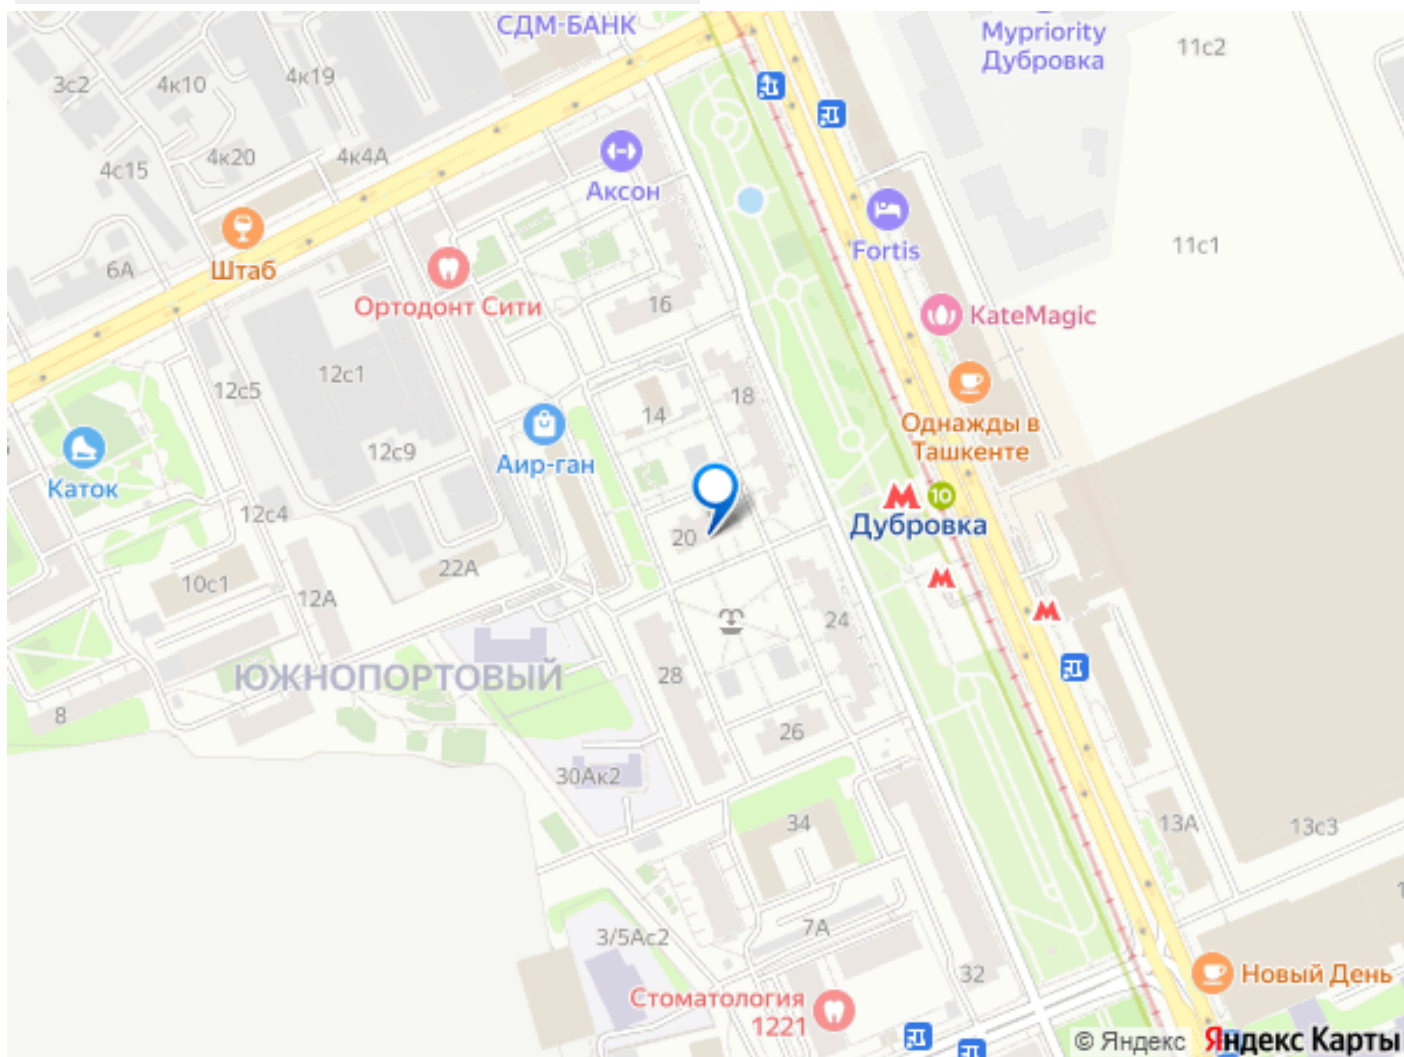 СДМ-БАНК
Mypriority
Дубровка
11с2
3с2
4к10
4к19
4к20
4к4А
4с15
Аксон
Штаб
6А
Fortis
11с1
Ортодонт Сити
16
KateMagic
12с1
12с5
18
14
Однажды в
Ташкенте
12с9
Аир-ган
Каток
10
Дубровка
12с4
20
22А
10с1
12А
24
ЮЖНОПОРТОВЫЙ
28
8
26
30Ак2
34
13А
13с3
7А
3/5Ас2
32
Новый День
Стоматология
1221
© Яндекс
Яндекс Карты